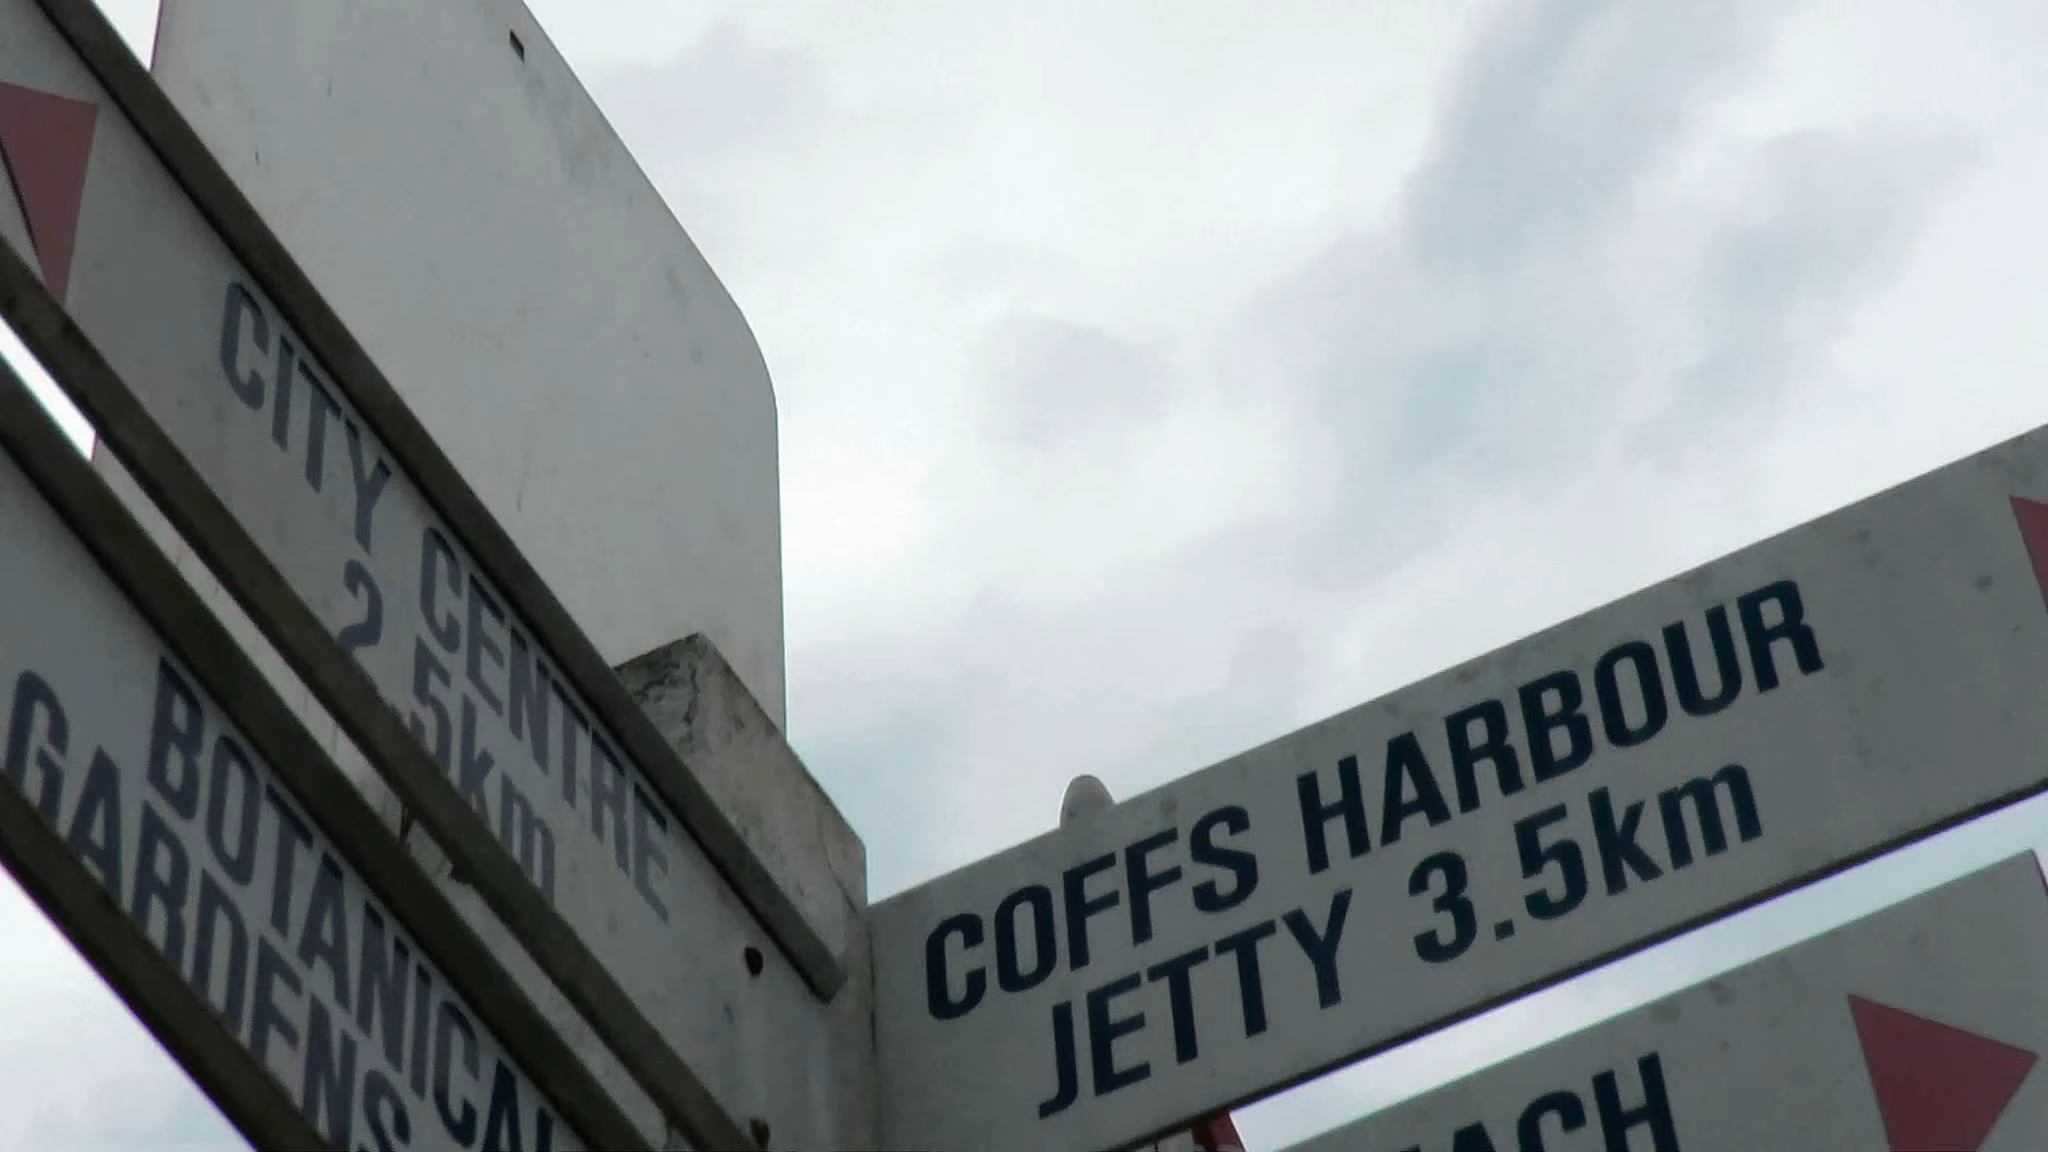 CITY CENTRE
2.5km
BOTANICAL
GARDENS
COFFS HARBOUR
JETTY 3.5km